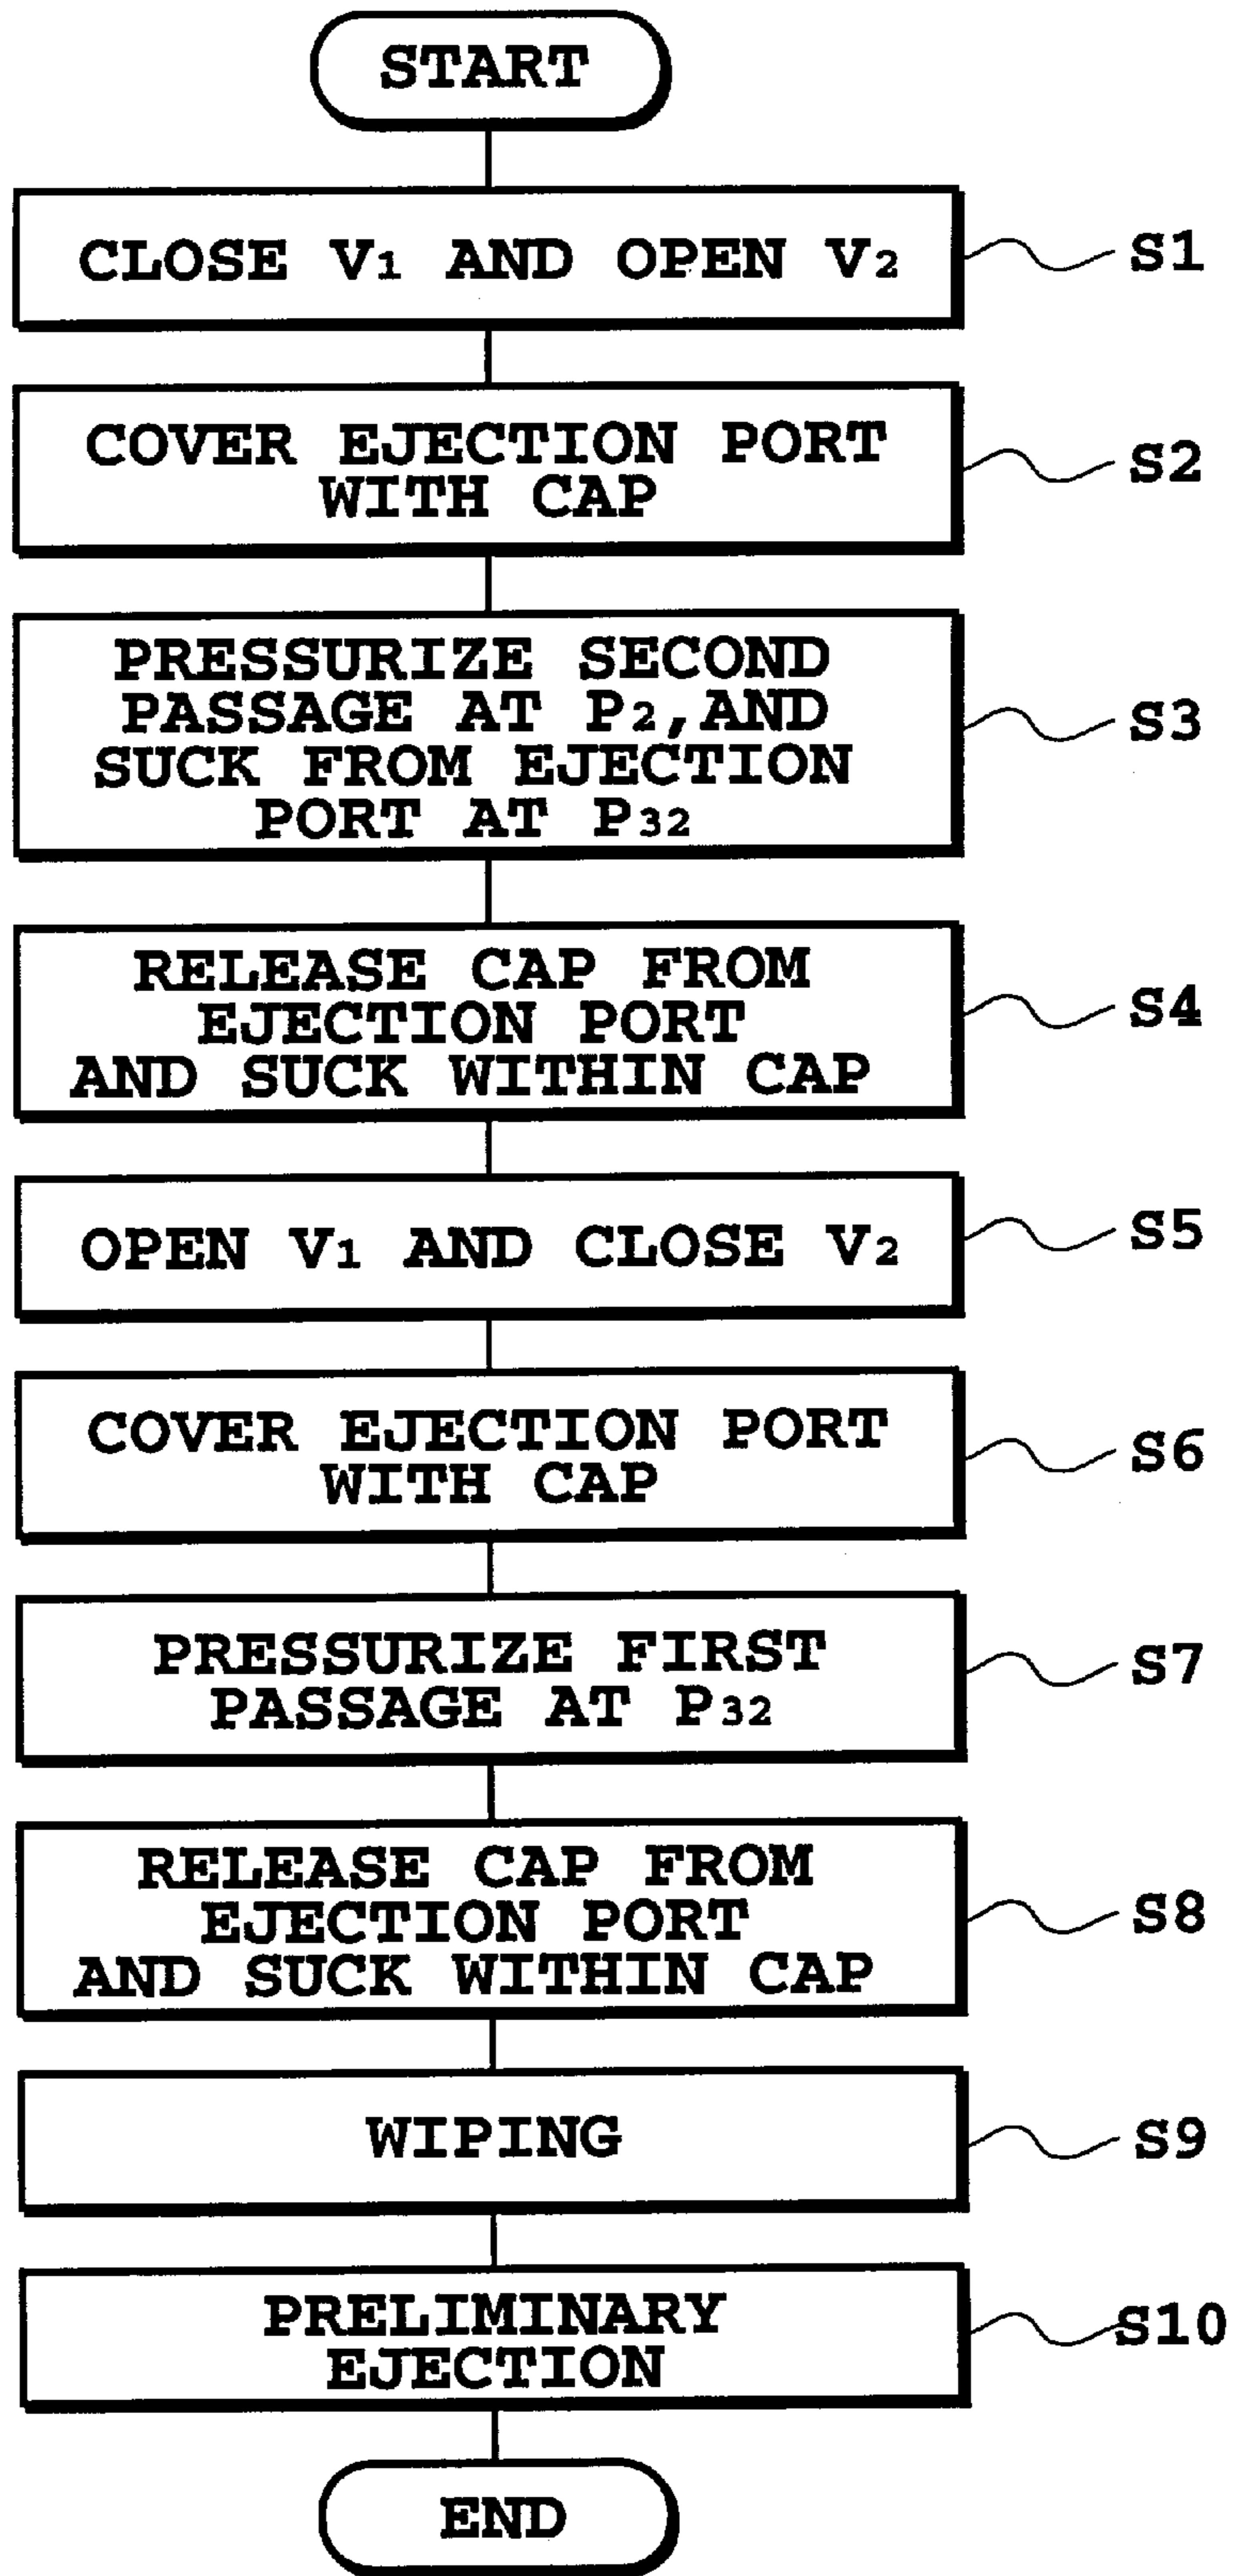 START
CLOSE V1 AND OPEN V2
S1
COVER EJECTION PORT
WITH CAP
S2
PRESSURIZE SECOND
PASSAGE AT P2,AND
SUCK FROM EJECTION
PORT AT P32
S3
RELEASE CAP FROM
EJECTION PORT
AND SUCK WITHIN CAP
S4
OPEN V1 AND CLOSE V2
S5
COVER EJECTION PORT
WITH CAP
S6
PRESSURIZE FIRST
PASSAGE AT P32
S7
RELEASE CAP FROM
EJECTION PORT
AND SUCK WITHIN CAP
S8
WIPING
S9
PRELIMINARY
EJECTION
S10
END